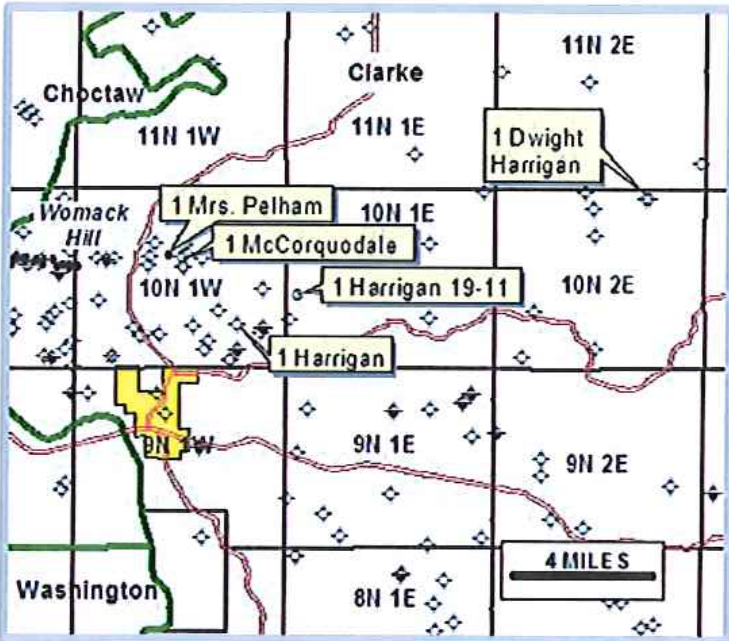 11N 2E
Clarke
Choctaw
11N 1W
11N 1E
1 Dwight
Harrigan
Womack
Hill
1 Mrs. Pelham
10N 1E
1 McCorquodale
10N 1W
1 Harrigan 19-11
10N 2E
1 Harrigan
9N 1W
9N 1E
9N 2E
4 MILES
Washington
8N 1E